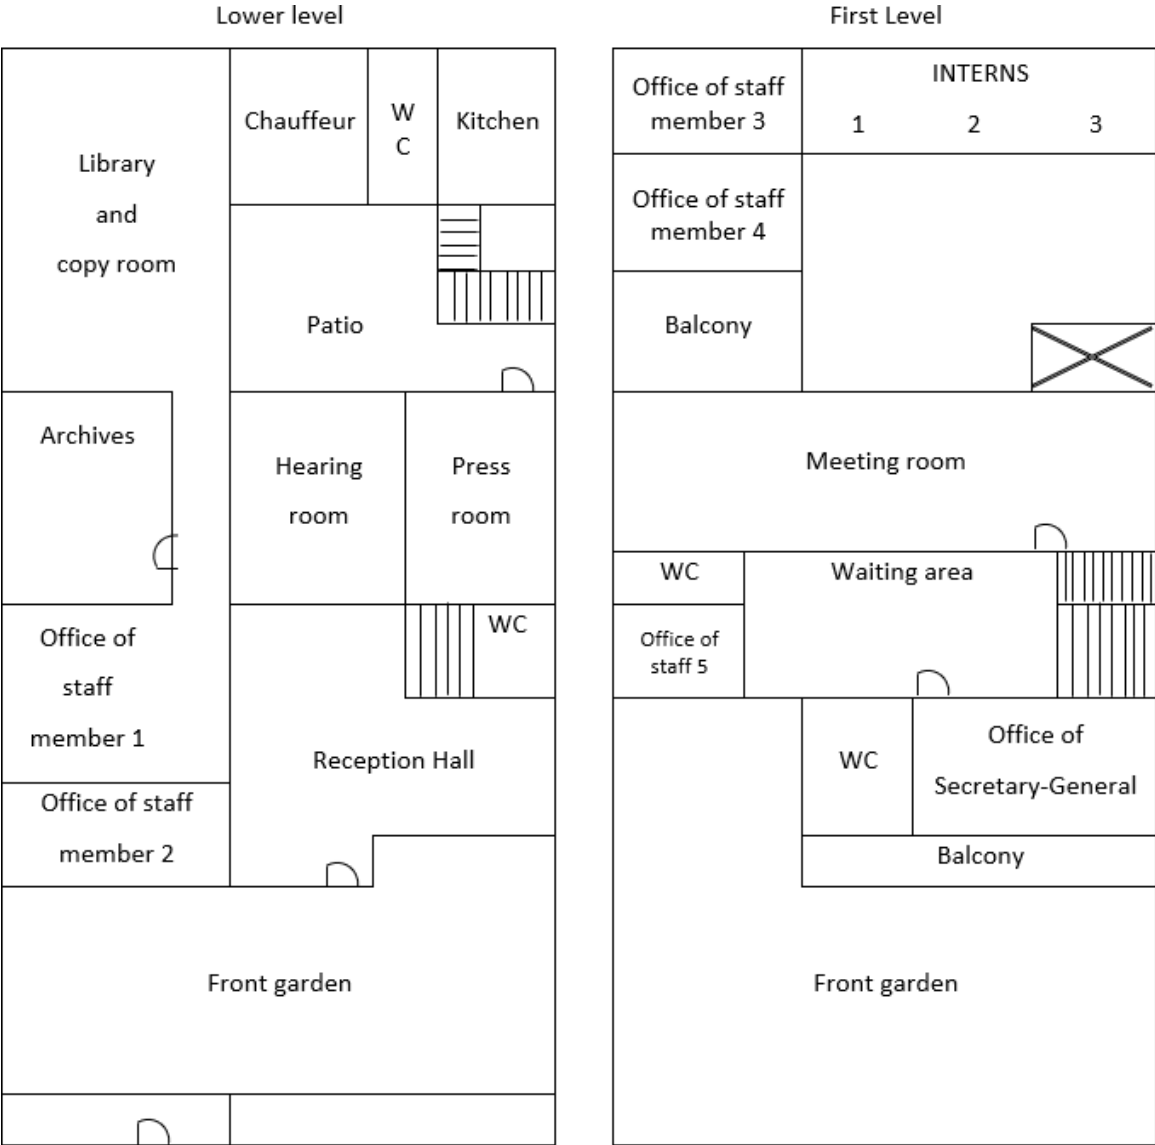 Lower level
Chauffeur
W
C
Kitchen
Library
and
copy room
Patio
Archives
Hearing
room
Press
room
Office of
staff
member 1
WC
Reception Hall
Office of staff
member 2
Front garden
First Level
Office of staff
member 3
INTERNS
1 2 3
Office of staff
member 4
Balcony
Meeting room
WC
Waiting area
Office of
staff 5
WC
Office of
Secretary-General
Balcony
Front garden